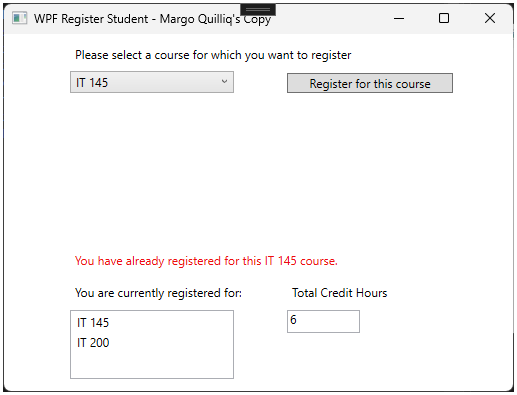 WPF Register Student - Margo Quilliq's Copy
Please select a course for which you want to register
IT 145
Register for this course
You have already registered for this IT 145 course.
You are currently registered for:
Total Credit Hours
IT 145
6
IT 200